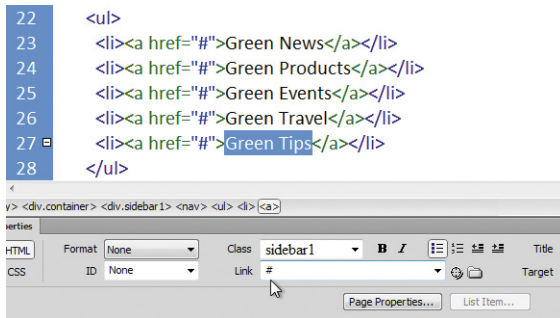 22 <ul>
23 <li><a href="#">Green News</a></li>
24 <li><a href="#">Green Products</a></li>
25 <li><a href="#">Green Events</a></li>
26 <li><a href="#">Green Travel</a></li>
27 <li><a href="#">Green Tips</a></li>
28 </ul>
y> <div.container> <div.sidebar1> <nav> <ul> <li> <a>
erties
HTML Format None Class sidebar1 B I Title
CSS ID None Link # Target
Page Properties... List Item...